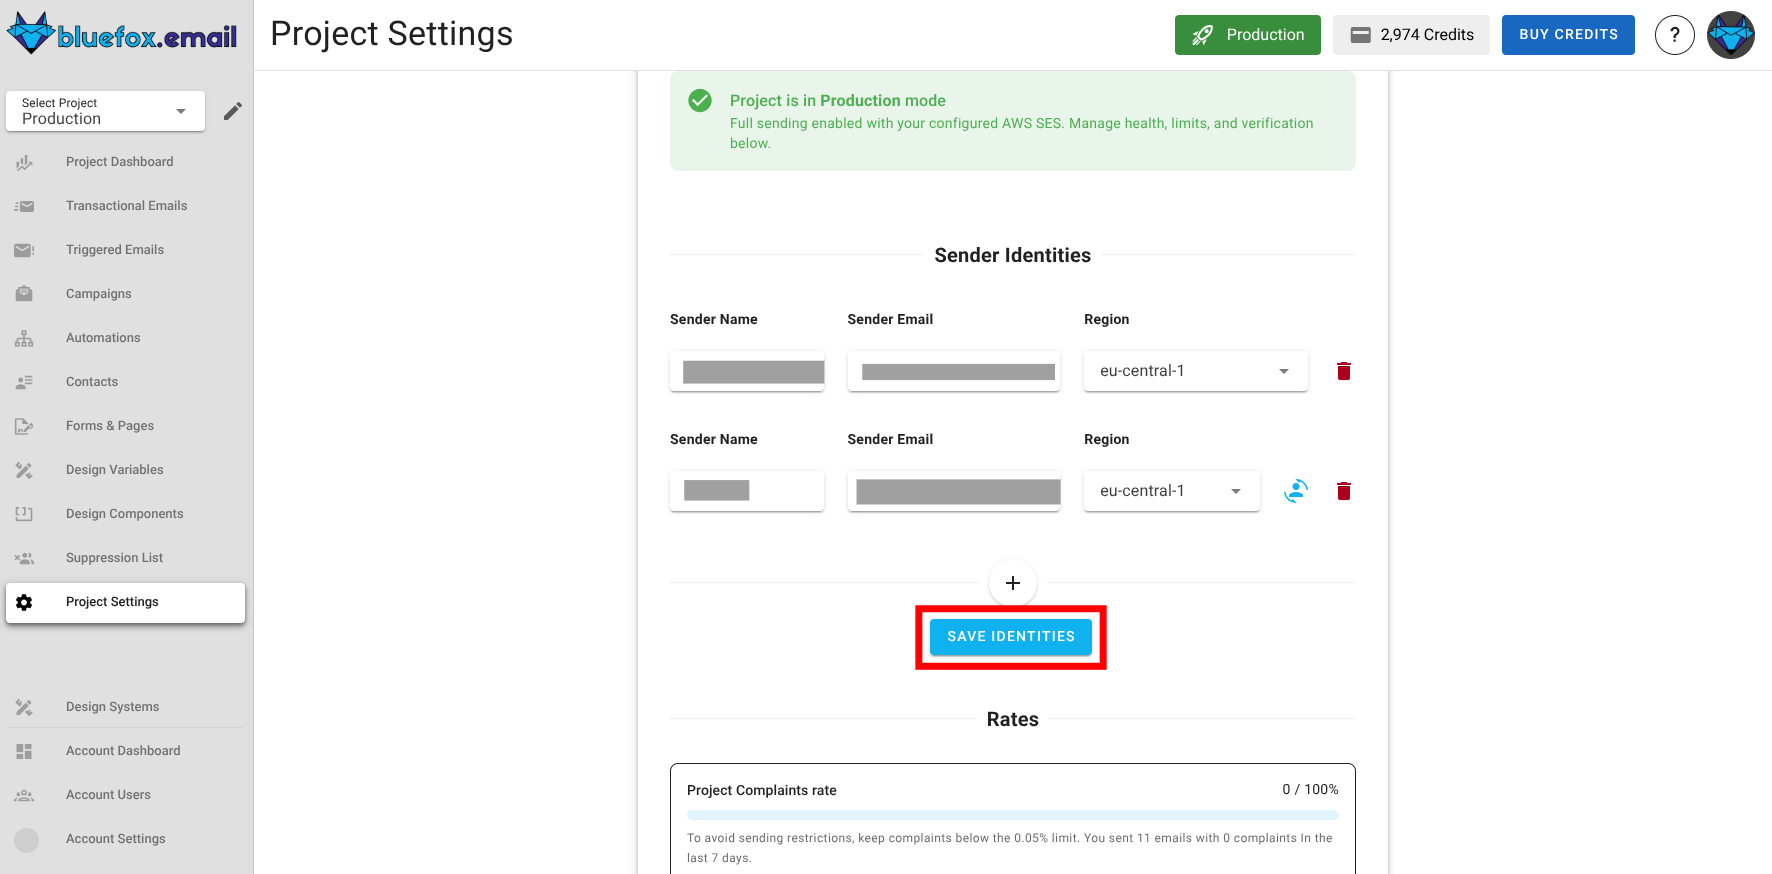 bluefox.email
Project Settings
Production
2,974 Credits
BUY CREDITS
?
Select Project
Production
Project Dashboard
Transactional Emails
Triggered Emails
Campaigns
Automations
Contacts
Forms & Pages
Design Variables
Design Components
Suppression List
Project Settings
Design Systems
Account Dashboard
Account Users
Account Settings
Project is in Production mode
Full sending enabled with your configured AWS SES. Manage health, limits, and verification
below.
Sender Identities
Sender Name Sender Email Region
eu-central-1
Sender Name Sender Email Region
eu-central-1
+
SAVE IDENTITIES
Rates
Project Complaints rate 0 / 100%
To avoid sending restrictions, keep complaints below the 0.05% limit. You sent 11 emails with 0 complaints In the
last 7 days.